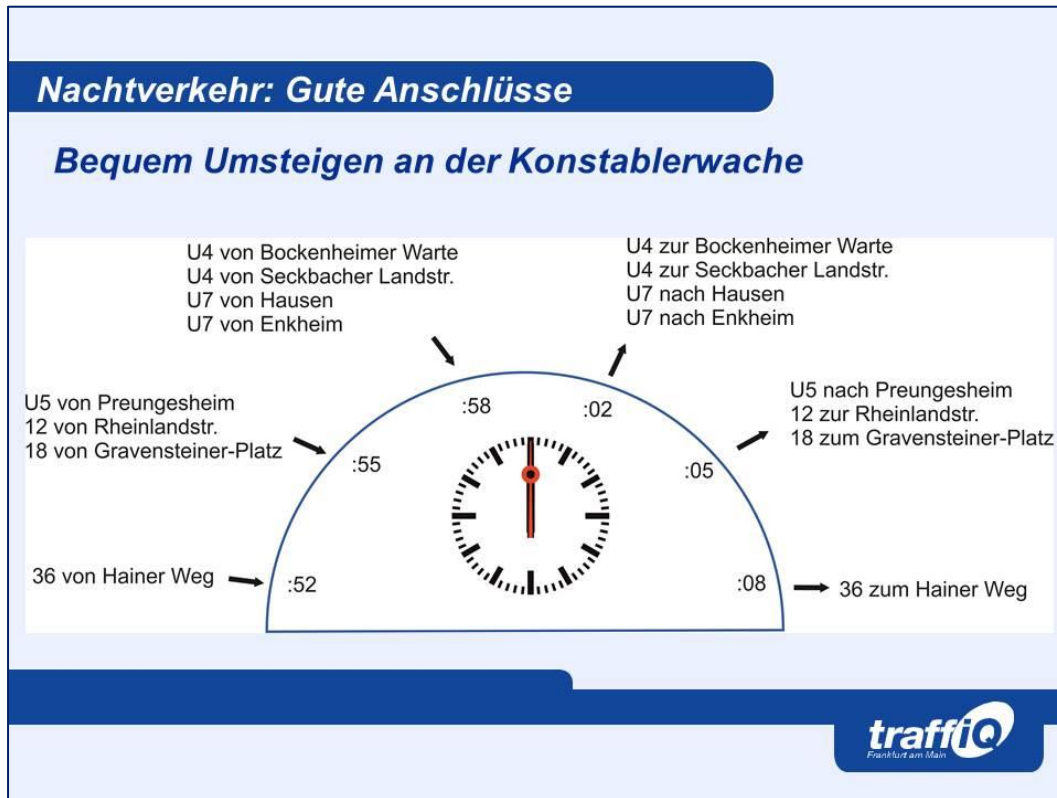 Nachtverkehr: Gute Anschlüsse
Bequem Umsteigen an der Konstablerwache
U4 von Bockenheimer Warte
U4 von Seckbacher Landstr.
U7 von Hausen
U7 von Enkheim
U4 zur Bockenheimer Warte
U4 zur Seckbacher Landstr.
U7 nach Hausen
U7 nach Enkheim
U5 von Preungesheim
12 von Rheinlandstr.
18 von Gravensteiner-Platz
U5 nach Preungesheim
12 zur Rheinlandstr.
18 zum Gravensteiner-Platz
:58
:02
:55
:05
36 von Hainer Weg
:52
:08
36 zum Hainer Weg
traffiQ
Frankfurt am Main